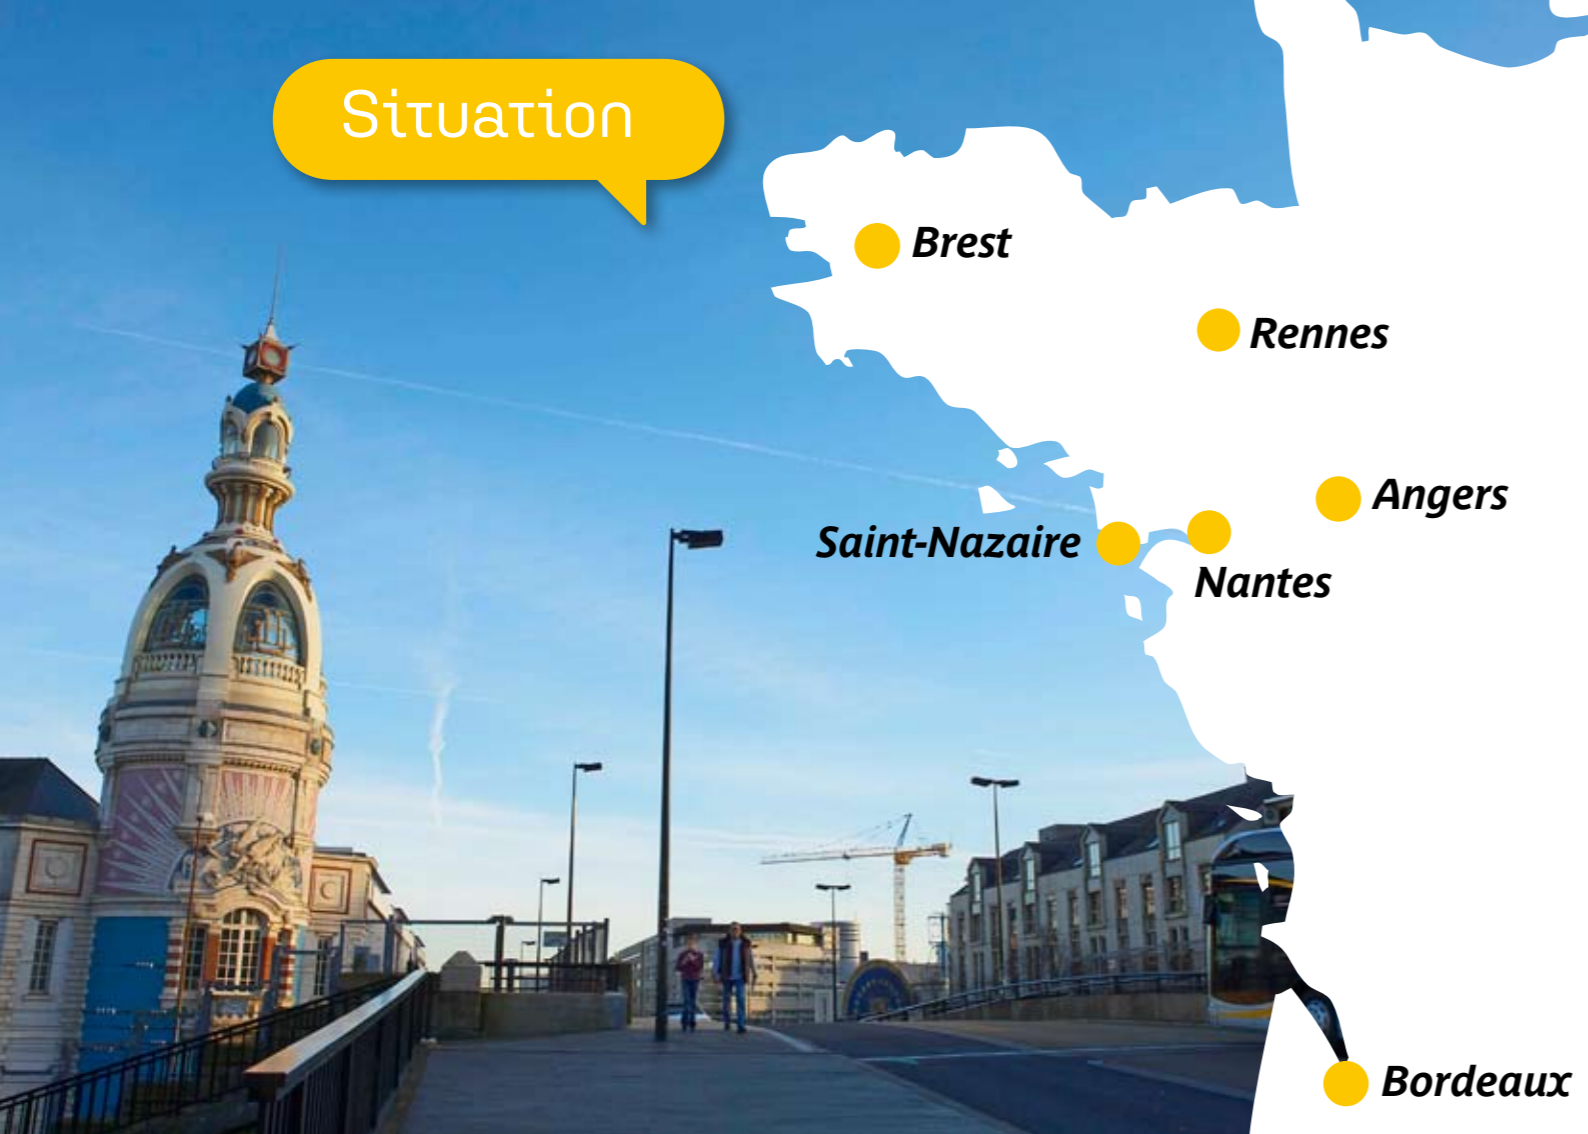 Situation
Brest
Rennes
Angers
Saint-Nazaire
Nantes
Bordeaux